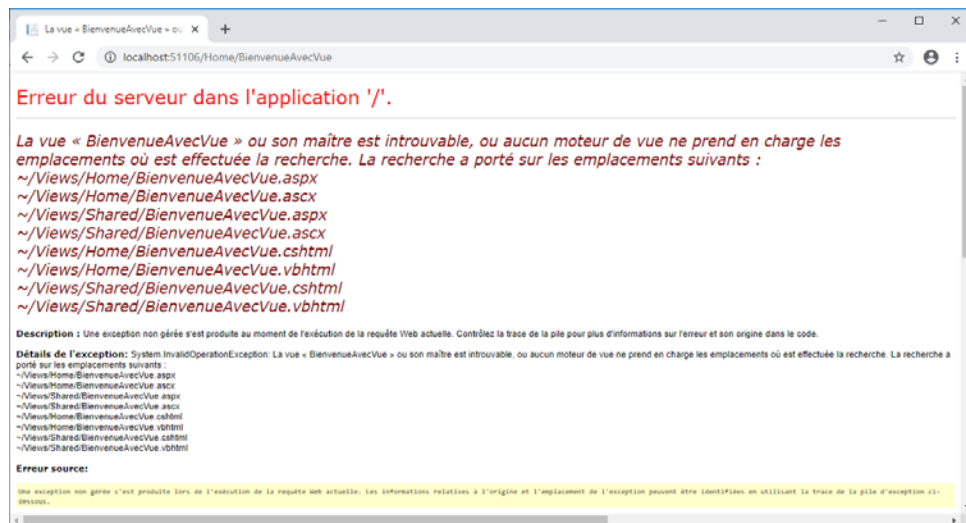 La vue « BienvenueAvecVue » ou
localhost:51106/Home/BienvenueAvecVue
Erreur du serveur dans l'application '/'.
La vue « BienvenueAvecVue » ou son maître est introuvable, ou aucun moteur de vue ne prend en charge les
emplacements où est effectuée la recherche. La recherche a porté sur les emplacements suivants :
~/Views/Home/BienvenueAvecVue.aspx
~/Views/Home/BienvenueAvecVue.ascx
~/Views/Shared/BienvenueAvecVue.aspx
~/Views/Shared/BienvenueAvecVue.ascx
~/Views/Home/BienvenueAvecVue.cshtml
~/Views/Home/BienvenueAvecVue.vbhtml
~/Views/Shared/BienvenueAvecVue.cshtml
~/Views/Shared/BienvenueAvecVue.vbhtml
Description : Une exception non gérée s'est produite au moment de l'exécution de la requête Web actuelle. Contrôlez la trace de la pile pour plus d'informations sur l'erreur et son origine dans le code.
Détails de l'exception: System.InvalidOperationException: La vue « BienvenueAvecVue » ou son maître est introuvable, ou aucun moteur de vue ne prend en charge les emplacements où est effectuée la recherche. La recherche a
porté sur les emplacements suivants :
~/Views/Home/BienvenueAvecVue.aspx
~/Views/Home/BienvenueAvecVue.ascx
~/Views/Shared/BienvenueAvecVue.aspx
~/Views/Shared/BienvenueAvecVue.ascx
~/Views/Home/BienvenueAvecVue.cshtml
~/Views/Home/BienvenueAvecVue.vbhtml
~/Views/Shared/BienvenueAvecVue.cshtml
~/Views/Shared/BienvenueAvecVue.vbhtml
Erreur source:
Une exception non gérée s'est produite lors de l'exécution de la requête Web actuelle. Les informations relatives à l'origine et l'emplacement de l'exception peuvent être identifiées en utilisant la trace de la pile d'exception ci-
dessous.